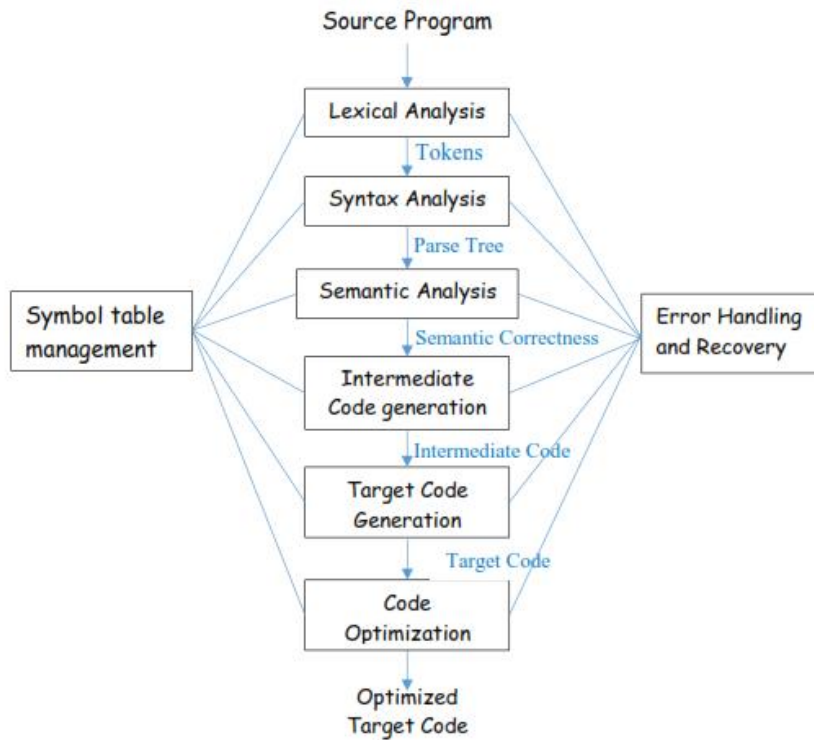 Source Program
Lexical Analysis
Tokens
Syntax Analysis
Parse Tree
Semantic Analysis
Symbol table
management
Error Handling
and Recovery
Semantic Correctness
Intermediate
Code generation
Intermediate Code
Target Code
Generation
Target Code
Code
Optimization
Optimized
Target Code